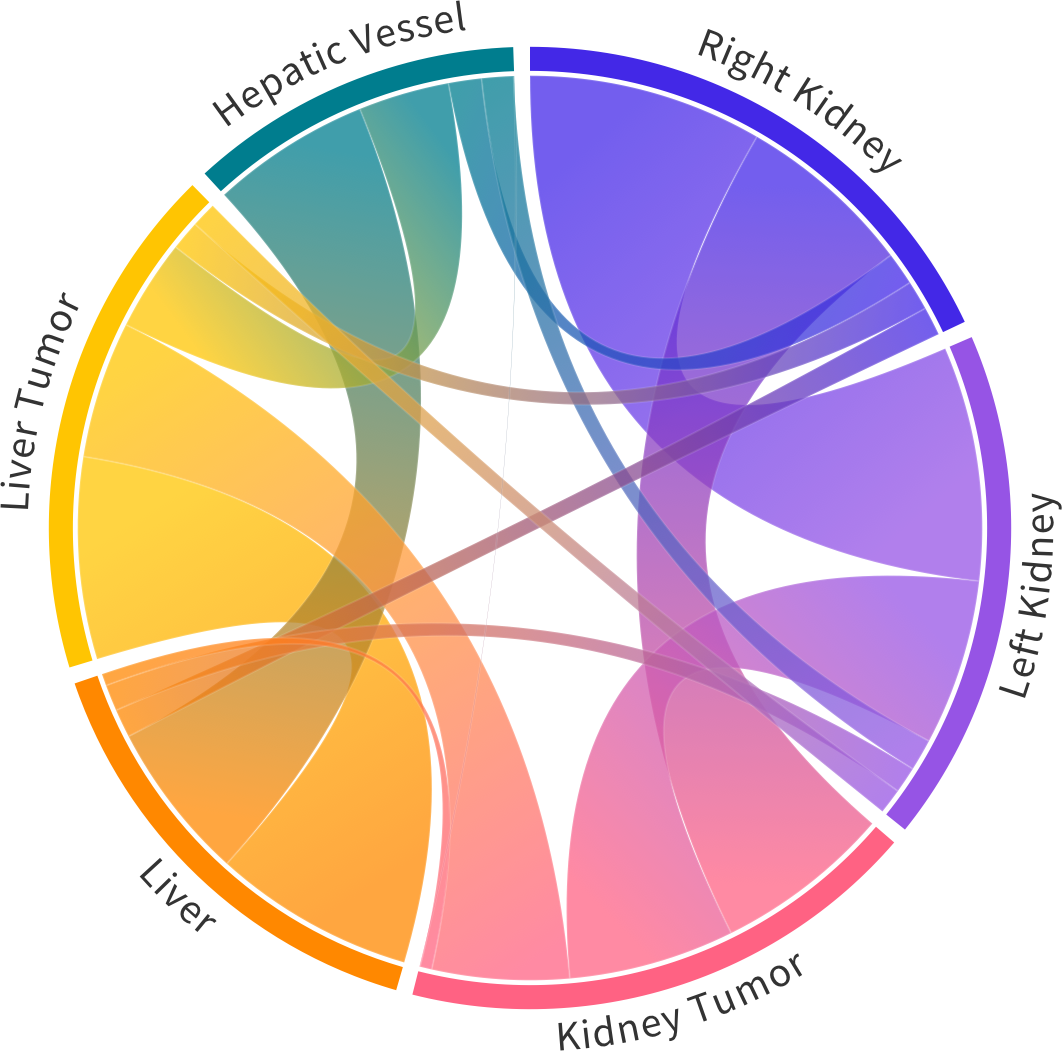 Hepatic Vessel
Right Kidney
Liver Tumor
Left Kidney
Liver
Kidney Tumor